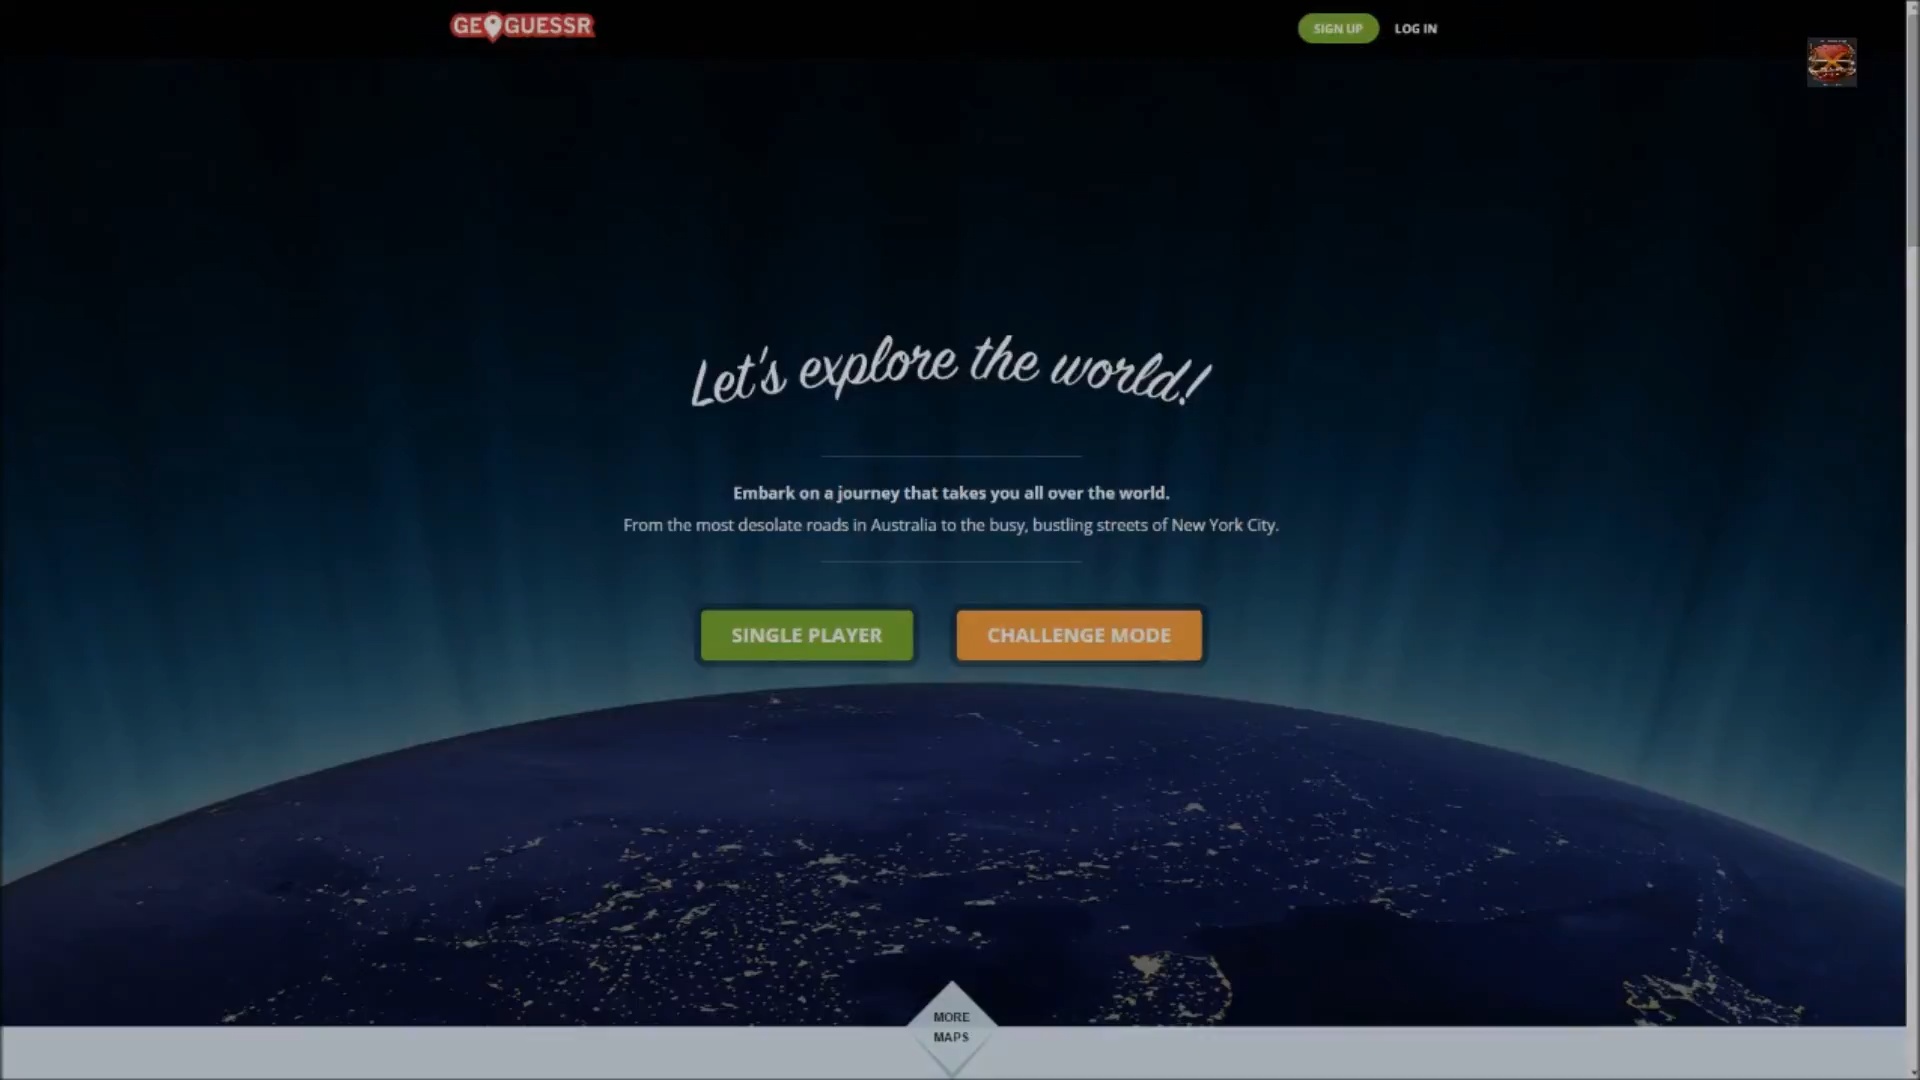 GEOGUESSR
SIGN UP
LOG IN
Let's explore the world!
Embark on a journey that takes you all over the world.
From the most desolate roads in Australia to the busy, bustling streets of New York City.
SINGLE PLAYER
CHALLENGE MODE
MORE
MAPS